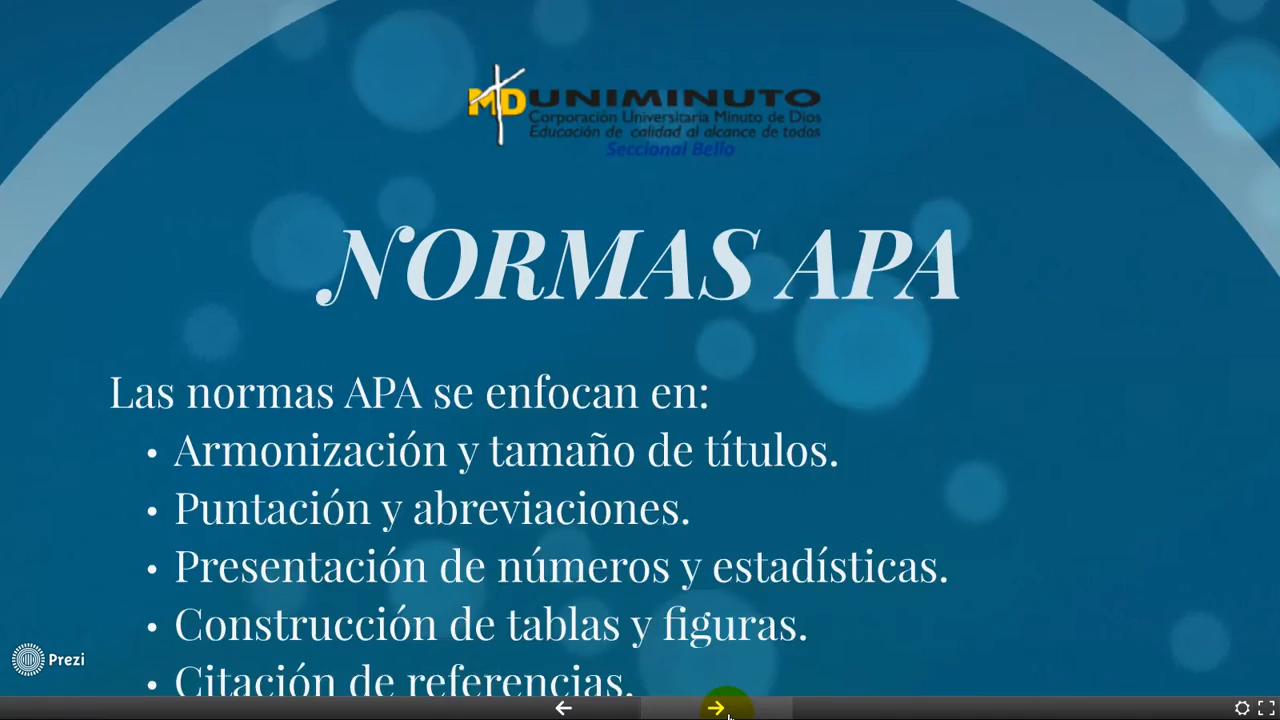 MD UNIMINUTO
Corporación Universitaria Minuto de Dios
Educación de calidad al alcance de todos
Seccional Bello
NORMAS APA
Las normas APA se enfocan en:
• Armonización y tamaño de títulos.
• Puntación y abreviaciones.
• Presentación de números y estadísticas.
• Construcción de tablas y figuras.
• Citación de referencias.
Prezi